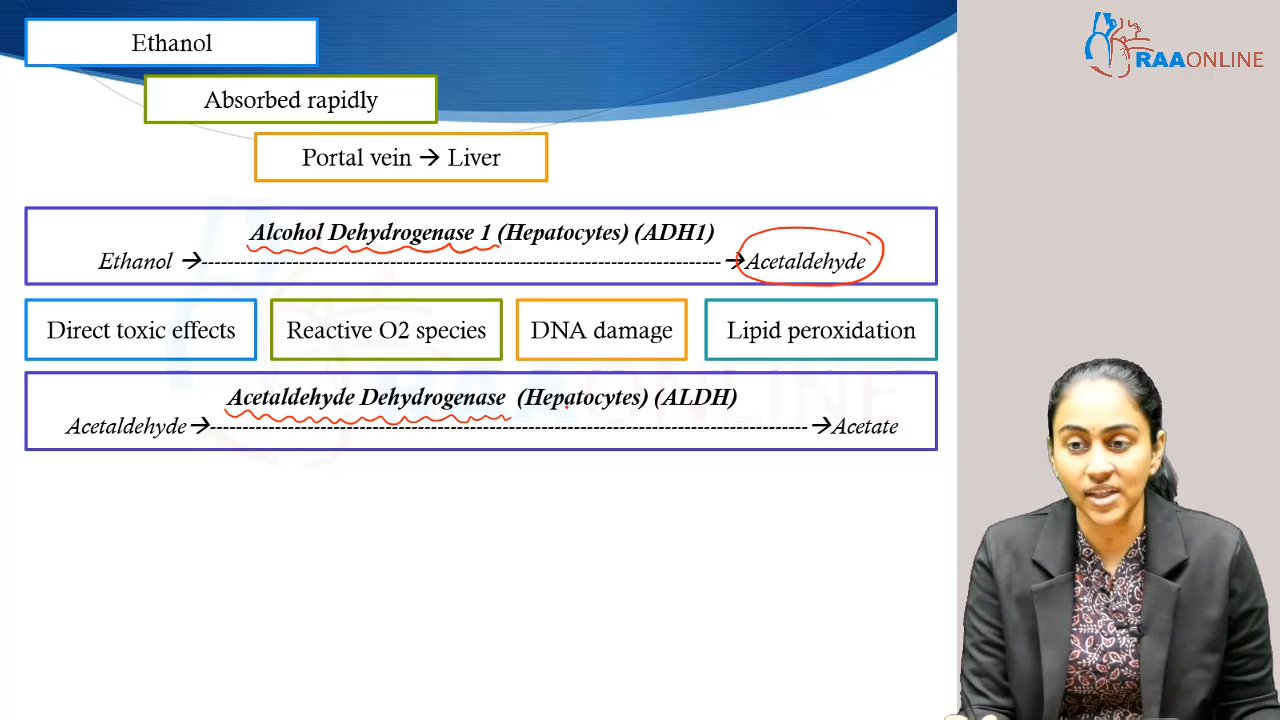 RAAONLINE
Ethanol
Absorbed rapidly
Portal vein → Liver
Alcohol Dehydrogenase 1 (Hepatocytes) (ADH1)
Ethanol →--------------------------------------------------------------------------------→Acetaldehyde
Direct toxic effects
Reactive O2 species
DNA damage
Lipid peroxidation
Acetaldehyde Dehydrogenase (Hepatocytes) (ALDH)
Acetaldehyde→--------------------------------------------------------------------------------------------→Acetate
RAAONLINE